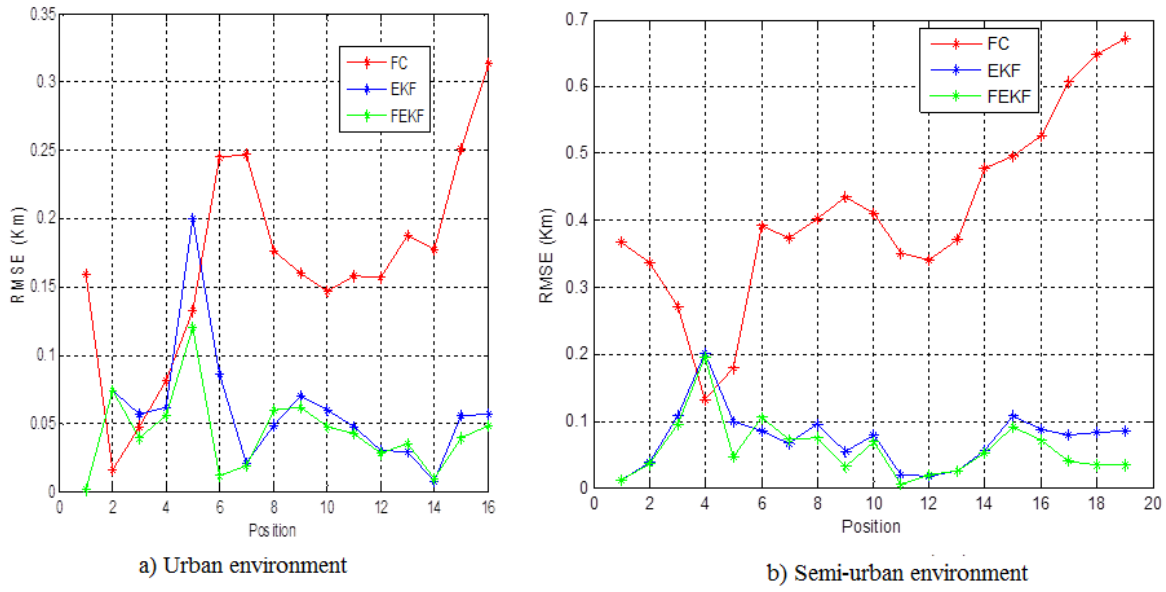 0.35
0.3
0.25
0.2
0.15
0.1
0.05
0
RMSE (Km)
FC
EKF
FEKF
0 2 4 6 8 10 12 14 16
Position
a) Urban environment
0.7
0.6
0.5
0.4
0.3
0.2
0.1
0
RMSE (Km)
FC
EKF
FEKF
0 2 4 6 8 10 12 14 16 18 20
Position
b) Semi-urban environment